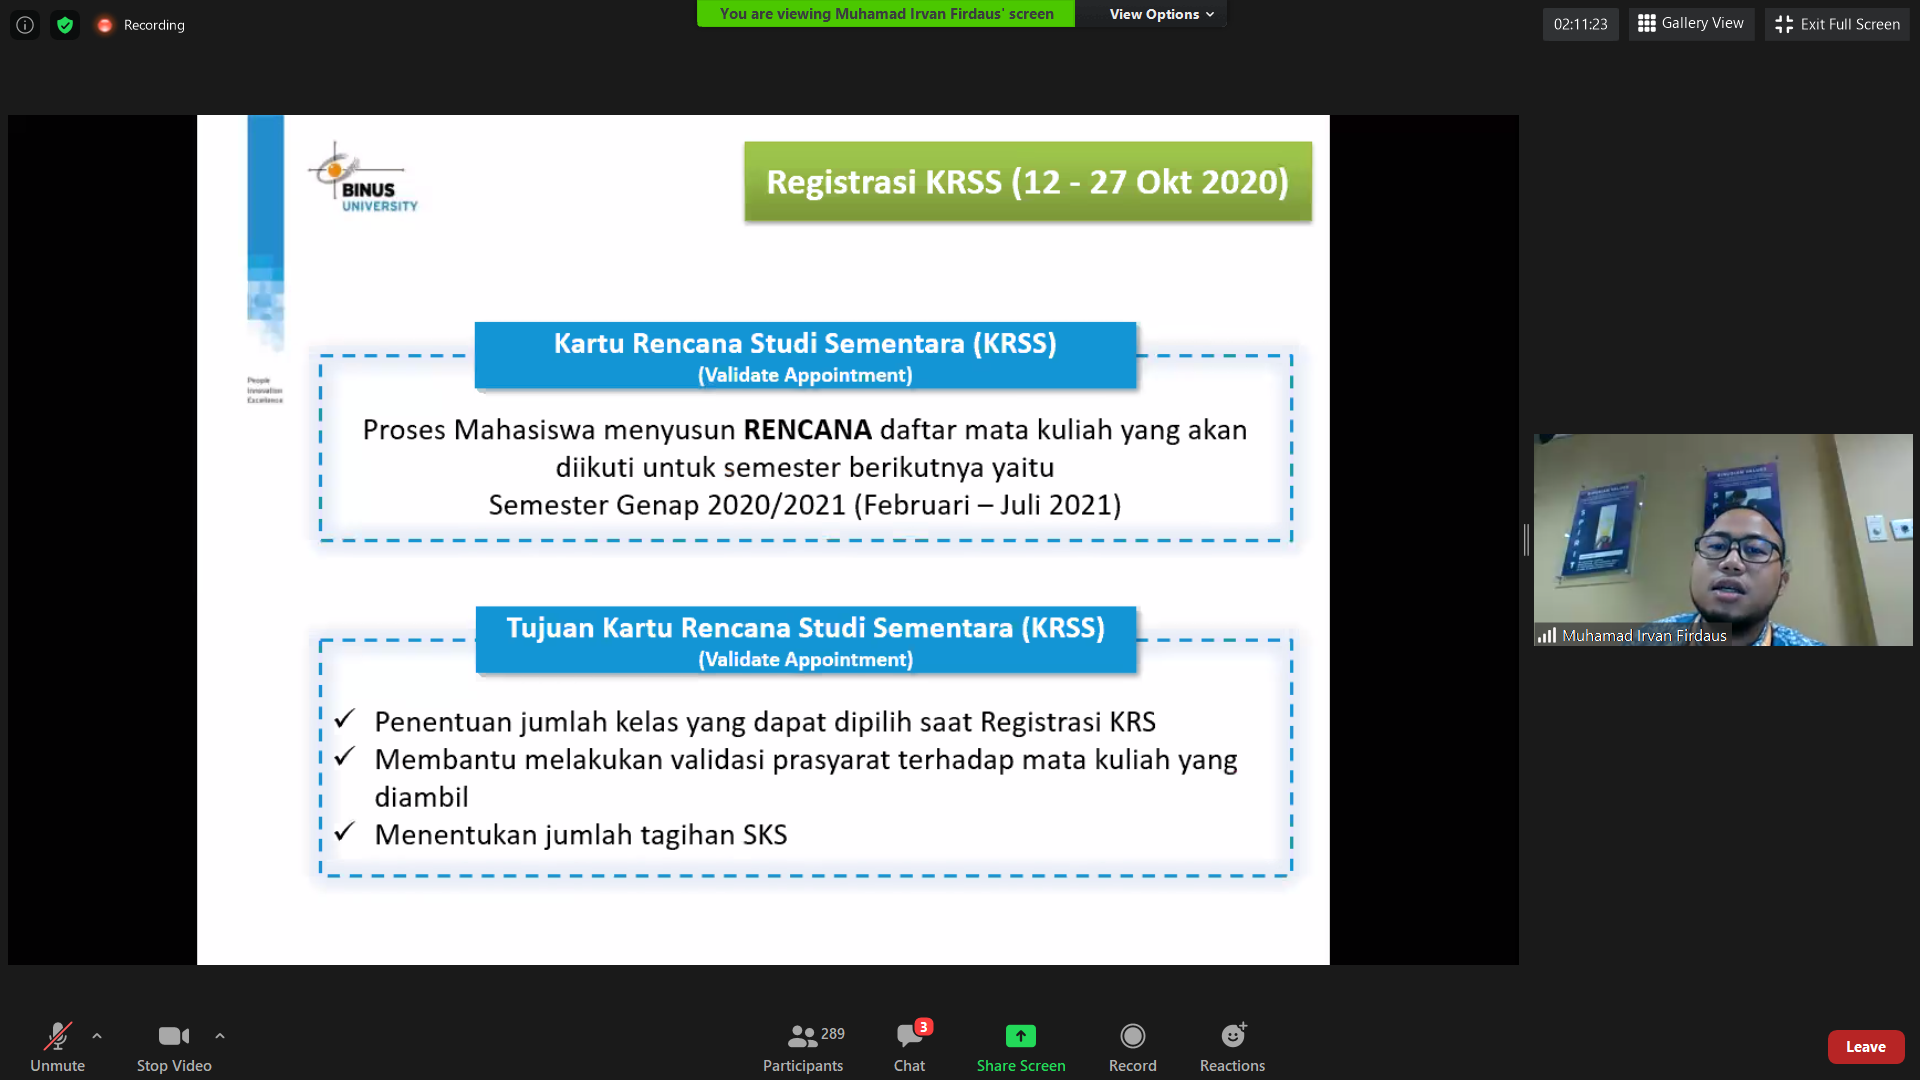 Recording
You are viewing Muhamad Irvan Firdaus' screen
View Options
02:11:23
Gallery View
Exit Full Screen
BINUS
UNIVERSITY
Registrasi KRSS (12 - 27 Okt 2020)
People
Innovation
Excellence
Kartu Rencana Studi Sementara (KRSS)
(Validate Appointment)
Proses Mahasiswa menyusun RENCANA daftar mata kuliah yang akan
diikuti untuk semester berikutnya yaitu
Semester Genap 2020/2021 (Februari – Juli 2021)
Tujuan Kartu Rencana Studi Sementara (KRSS)
(Validate Appointment)
✓ Penentuan jumlah kelas yang dapat dipilih saat Registrasi KRS
✓ Membantu melakukan validasi prasyarat terhadap mata kuliah yang
diambil
✓ Menentukan jumlah tagihan SKS
SPIRIT
Muhamad Irvan Firdaus
Unmute
Stop Video
289
Participants
3
Chat
Share Screen
Record
Reactions
Leave